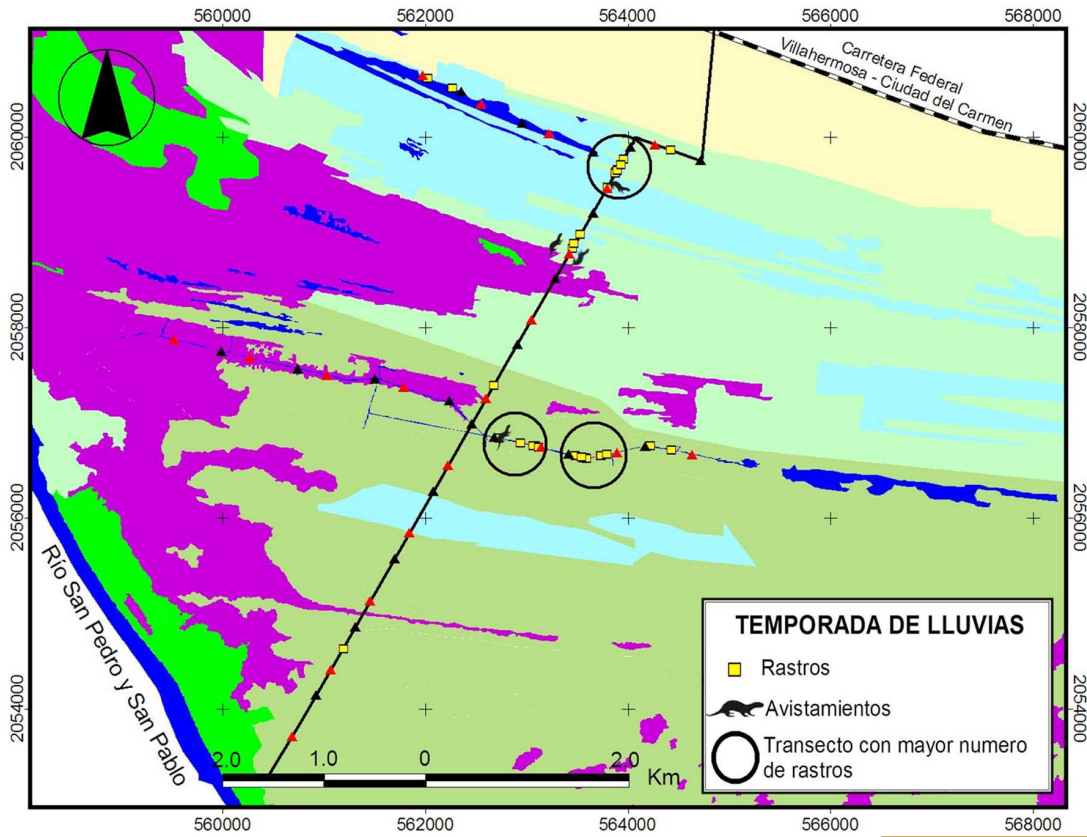 560000 562000 564000 566000 568000
Carretera Federal
Villahermosa - Ciudad del Carmen
2060000 2060000
2058000 2058000
2056000 2056000
2054000 2054000
Río San Pedro y San Pablo
TEMPORADA DE LLUVIAS
Rastros
Avistamientos
Transecto con mayor numero
de rastros
2.0 1.0 0 2.0
Km
560000 562000 564000 566000 568000